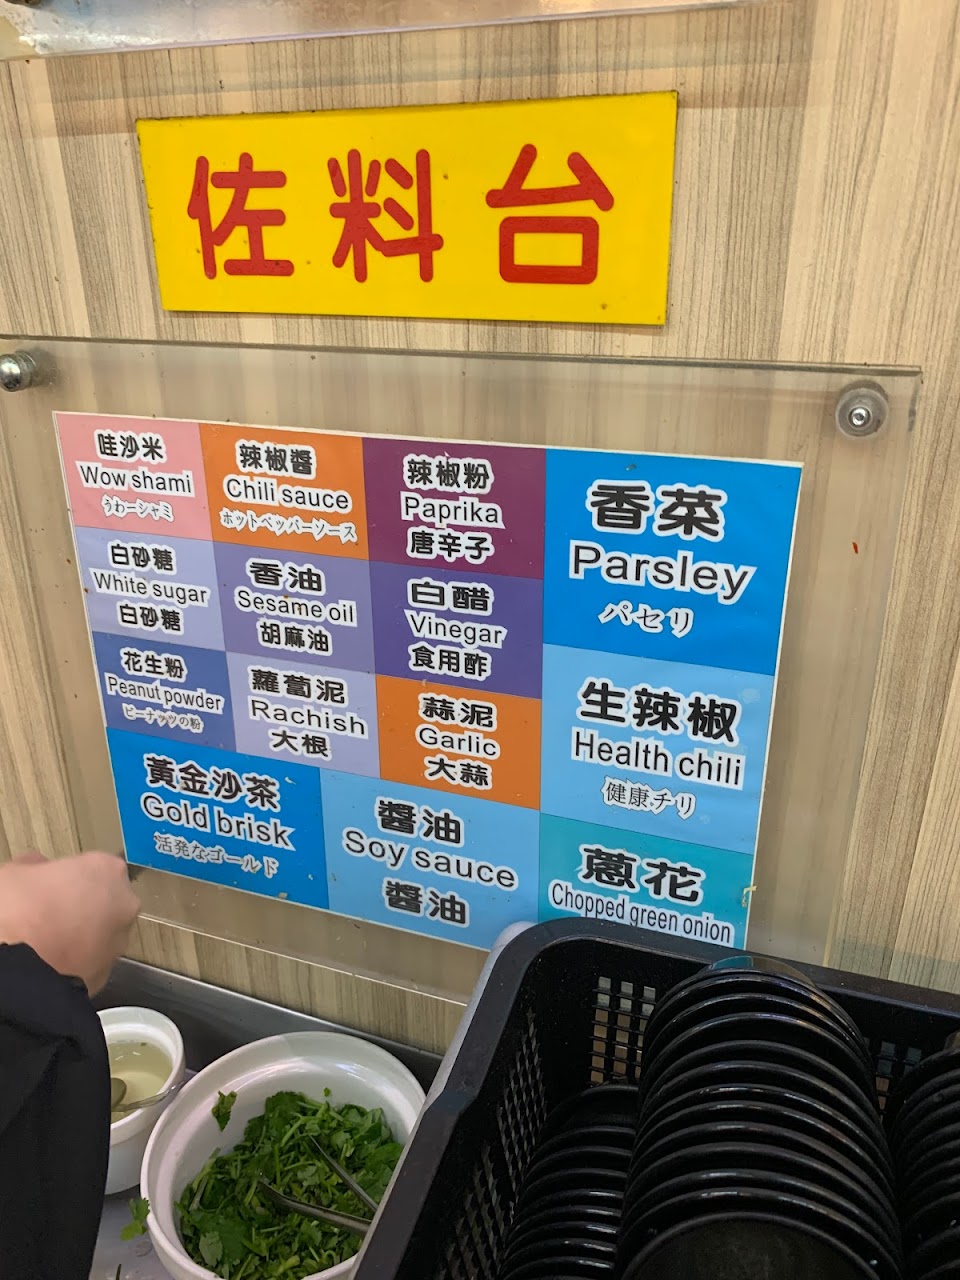 佐料台
哇沙米
Wow shami
うわーシャミ
辣椒醬
Chili sauce
ホットペッパーソース
辣椒粉
Paprika
唐辛子
香菜
Parsley
パセリ
白砂糖
White sugar
白砂糖
香油
Sesame oil
胡麻油
白醋
Vinegar
食用酢
花生粉
Peanut powder
ピーナッツの粉
蘿蔔泥
Rachish
大根
蒜泥
Garlic
大蒜
生辣椒
Health chili
健康チリ
黃金沙茶
Gold brisk
活発なゴールド
醬油
Soy sauce
醬油
蔥花
Chopped green onion